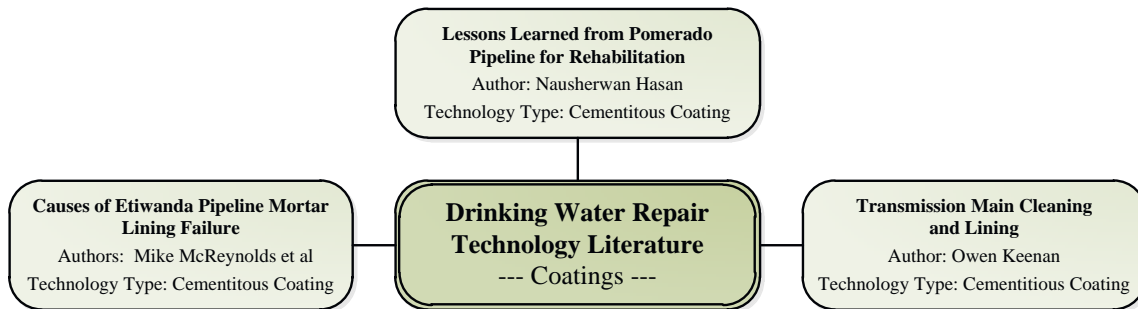 Lessons Learned from Pomerado
Pipeline for Rehabilitation
Author: Nausherwan Hasan
Technology Type: Cementitous Coating
Causes of Etiwanda Pipeline Mortar
Lining Failure
Authors:  Mike McReynolds et al
Technology Type: Cementitous Coating
Drinking Water Repair
Technology Literature
--- Coatings ---
Transmission Main Cleaning
and Lining
Author: Owen Keenan
Technology Type: Cementitious Coating